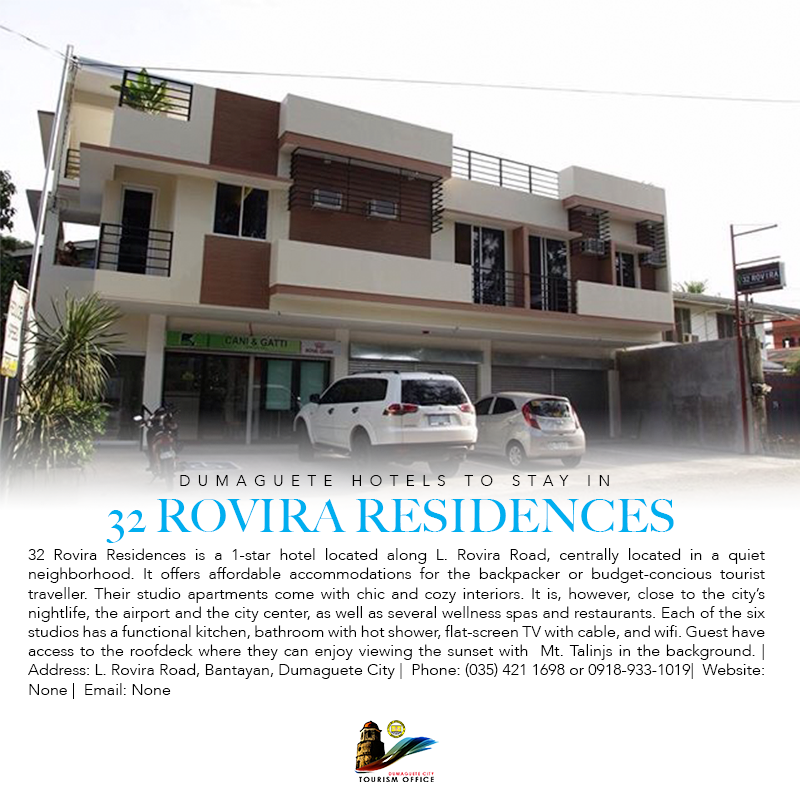 CANI & GATTI
32 ROVIRA
DUMAGUETE HOTELS TO STAY IN
32 ROVIRA RESIDENCES
32 Rovira Residences is a 1-star hotel located along L. Rovira Road, centrally located in a quiet
neighborhood. It offers affordable accommodations for the backpacker or budget-concious tourist
traveller. Their studio apartments come with chic and cozy interiors. It is, however, close to the city's
nightlife, the airport and the city center, as well as several wellness spas and restaurants. Each of the six
studios has a functional kitchen, bathroom with hot shower, flat-screen TV with cable, and wifi. Guest have
access to the roofdeck where they can enjoy viewing the sunset with Mt. Talinjs in the background. |
Address: L. Rovira Road, Bantayan, Dumaguete City | Phone: (035) 421 1698 or 0918-933-1019| Website:
None | Email: None
DUMAGUETE CITY
TOURISM OFFICE